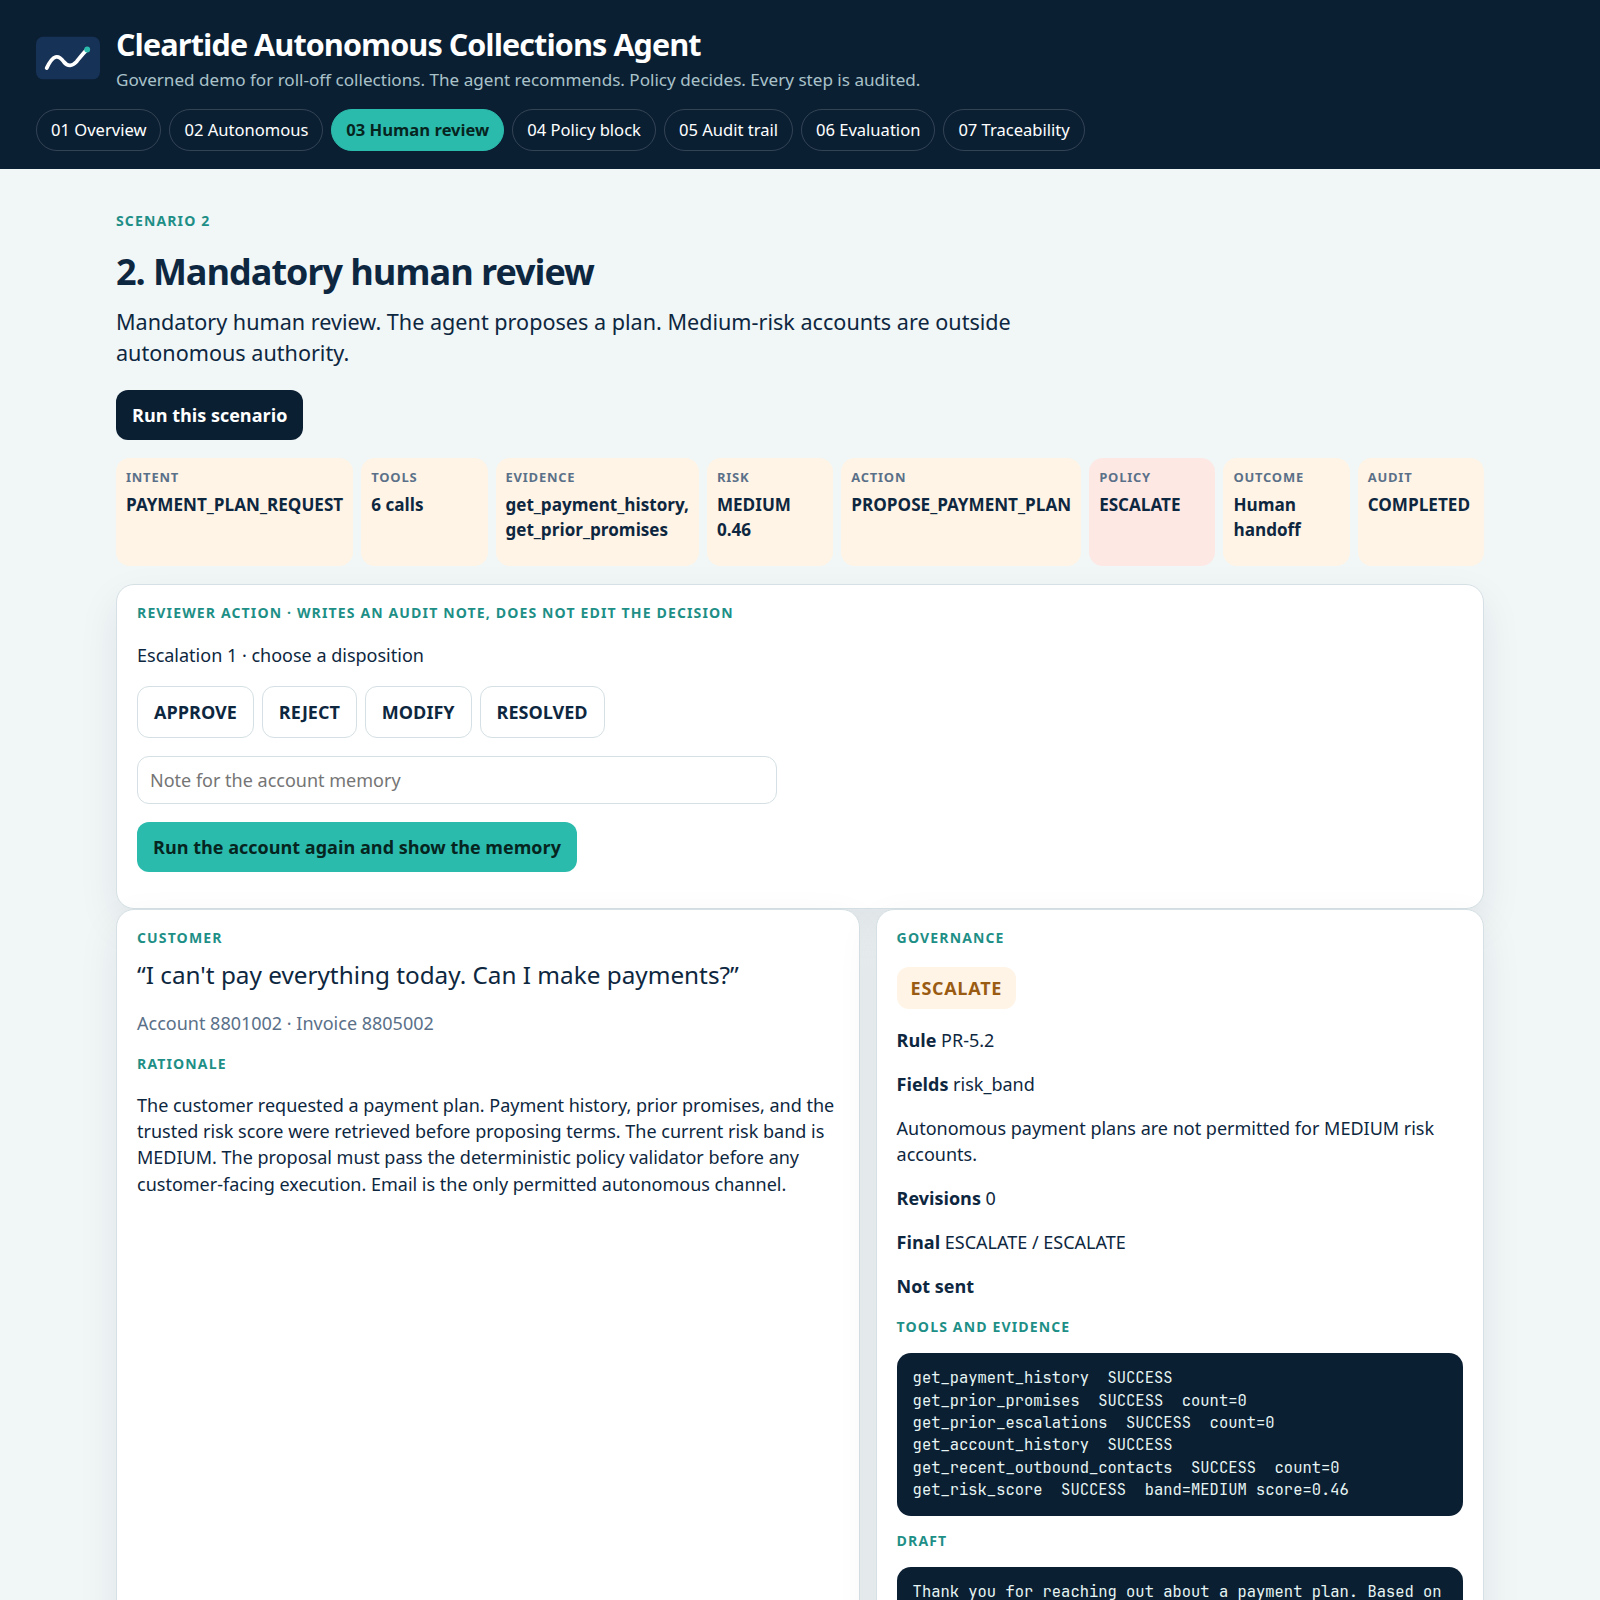 Cleartide Autonomous Collections Agent
Governed demo for roll-off collections. The agent recommends. Policy decides. Every step is audited.
01 Overview
02 Autonomous
03 Human review
04 Policy block
05 Audit trail
06 Evaluation
07 Traceability
SCENARIO 2
2. Mandatory human review
Mandatory human review. The agent proposes a plan. Medium-risk accounts are outside
autonomous authority.
Run this scenario
INTENT
PAYMENT_PLAN_REQUEST
TOOLS
6 calls
EVIDENCE
get_payment_history,
get_prior_promises
RISK
MEDIUM
0.46
ACTION
PROPOSE_PAYMENT_PLAN
POLICY
ESCALATE
OUTCOME
Human
handoff
AUDIT
COMPLETED
REVIEWER ACTION · WRITES AN AUDIT NOTE, DOES NOT EDIT THE DECISION
Escalation 1 · choose a disposition
APPROVE
REJECT
MODIFY
RESOLVED
Note for the account memory
Run the account again and show the memory
CUSTOMER
“I can't pay everything today. Can I make payments?”
Account 8801002 · Invoice 8805002
RATIONALE
The customer requested a payment plan. Payment history, prior promises, and the
trusted risk score were retrieved before proposing terms. The current risk band is
MEDIUM. The proposal must pass the deterministic policy validator before any
customer-facing execution. Email is the only permitted autonomous channel.
GOVERNANCE
ESCALATE
Rule PR-5.2
Fields risk_band
Autonomous payment plans are not permitted for MEDIUM risk
accounts.
Revisions 0
Final ESCALATE / ESCALATE
Not sent
TOOLS AND EVIDENCE
get_payment_history  SUCCESS
get_prior_promises  SUCCESS  count=0
get_prior_escalations  SUCCESS  count=0
get_account_history  SUCCESS
get_recent_outbound_contacts  SUCCESS  count=0
get_risk_score  SUCCESS  band=MEDIUM score=0.46
DRAFT
Thank you for reaching out about a payment plan. Based on